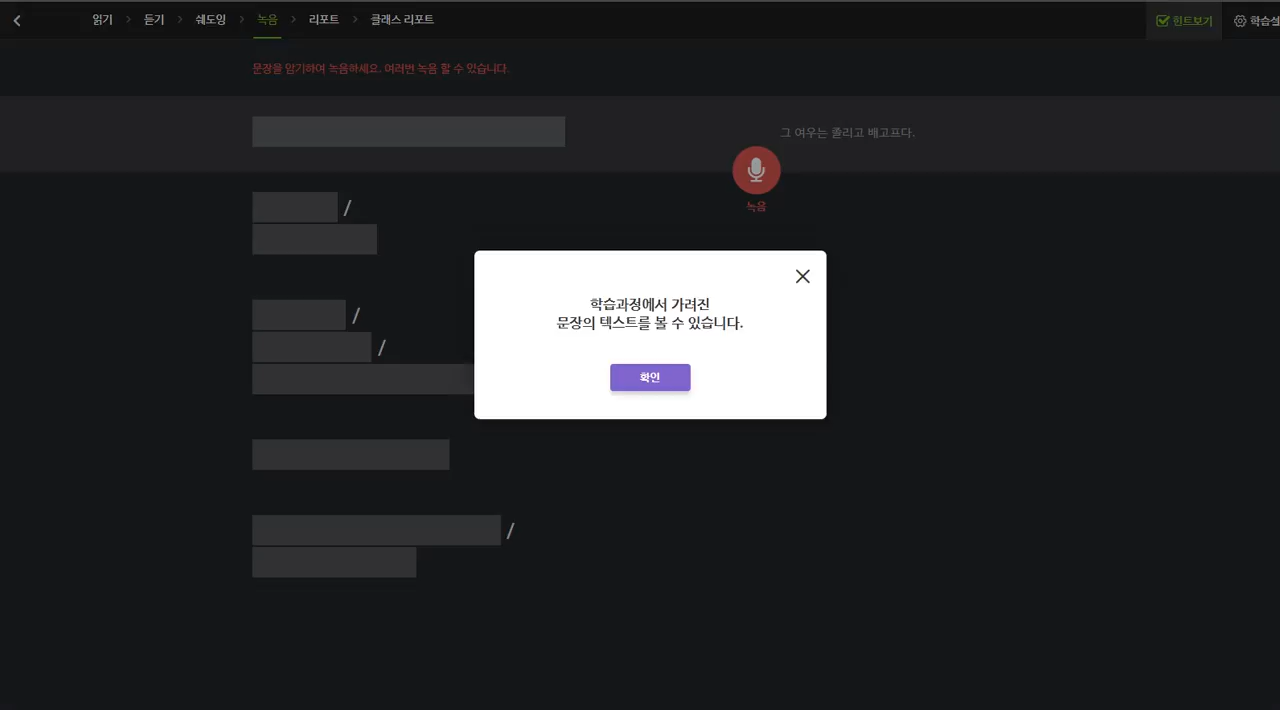 읽기 > 듣기 > 쉐도잉 > 녹음 > 리포트 > 클래스 리포트
힌트보기
학습설
문장을 암기하여 녹음하세요. 여러번 녹음 할 수 있습니다.
그 여우는 졸리고 배고프다.
녹음
/
학습과정에서 가려진
문장의 텍스트를 볼 수 있습니다.
확인
/
/
/